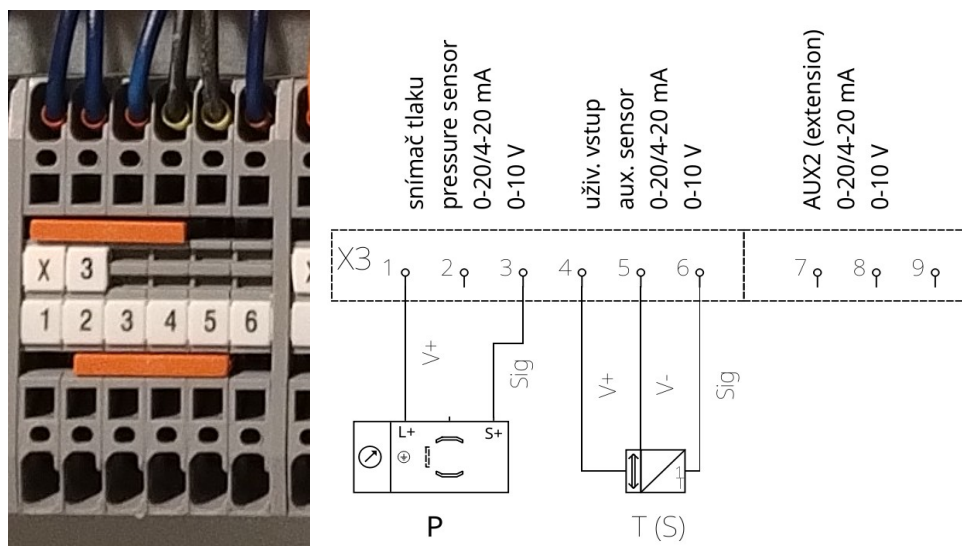 X 3
1 2 3 4 5 6
snímač tlaku
pressure sensor
0-20/4-20 mA
0-10 V
uživ. vstup
aux. sensor
0-20/4-20 mA
0-10 V
AUX2 (extension)
0-20/4-20 mA
0-10 V
X3 1 2 3 4 5 6 7 8 9
V+
Sig
V+
V-
Sig
L+ S+
1
P
T (S)